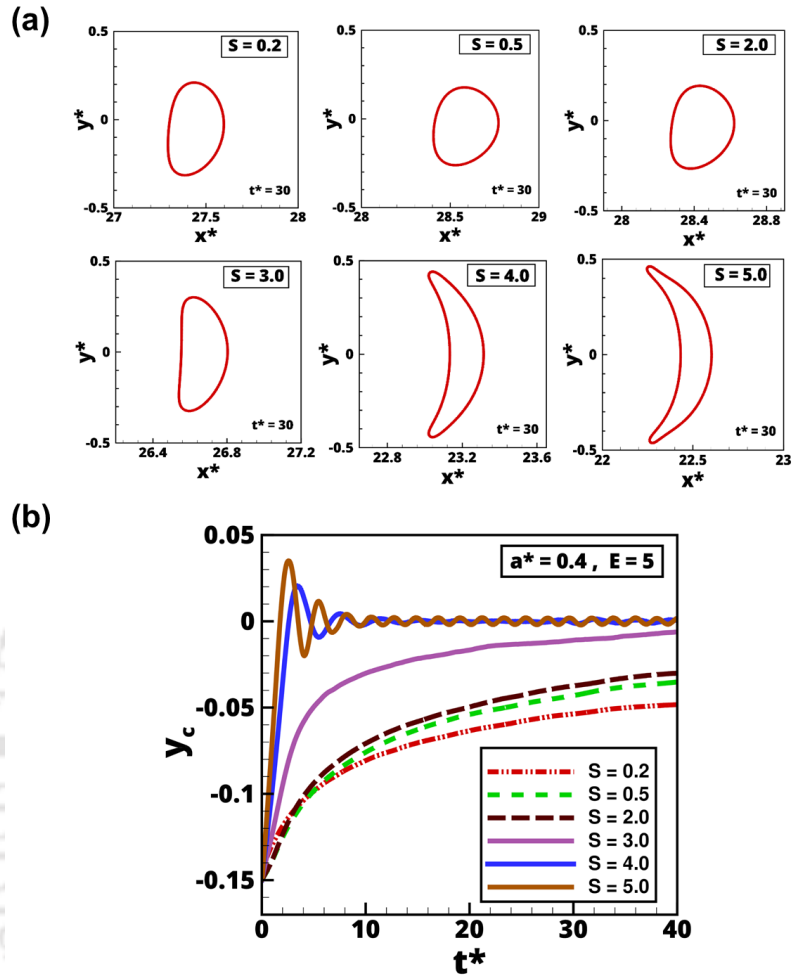 (a)
S = 0.2
S = 0.5
S = 2.0
0.5
0
-0.5
y*
27
27.5
28
x*
t* = 30
0.5
0
-0.5
y*
28
28.5
29
x*
t* = 30
0.5
0
-0.5
y*
28
28.4
28.8
x*
t* = 30
S = 3.0
S = 4.0
S = 5.0
0.5
0
-0.5
y*
26.4
26.8
27.2
x*
t* = 30
0.5
0
-0.5
y*
22.8
23.2
23.6
x*
t* = 30
0.5
0
-0.5
y*
22
22.5
23
x*
t* = 30
(b)
a* = 0.4 , E = 5
0.05
0
-0.05
-0.1
-0.15
yc
S = 0.2
S = 0.5
S = 2.0
S = 3.0
S = 4.0
S = 5.0
0
10
20
30
40
t*